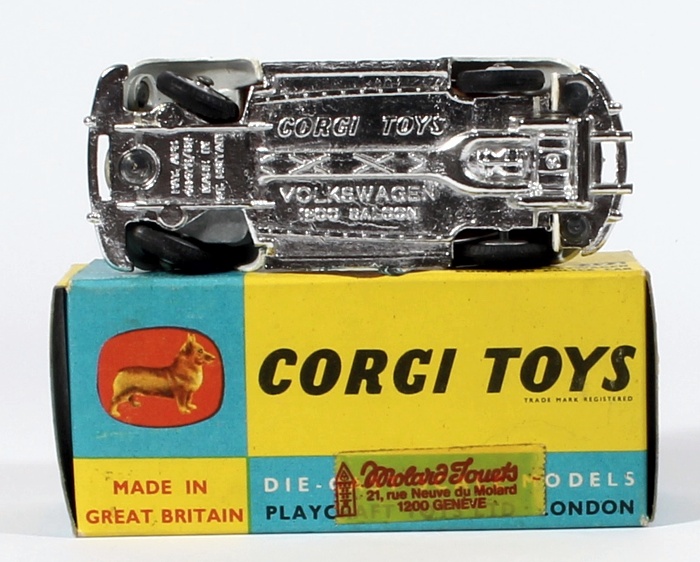 CORGI TOYS
VOLKSWAGEN
1200 SALOON
CORGI TOYS
TRADE MARK REGISTERED
MADE IN
GREAT BRITAIN
DIE- MODELS
PLAYCRAFT LONDON
Molard Jouets
21, rue Neuve du Molard
1200 GENÈVE